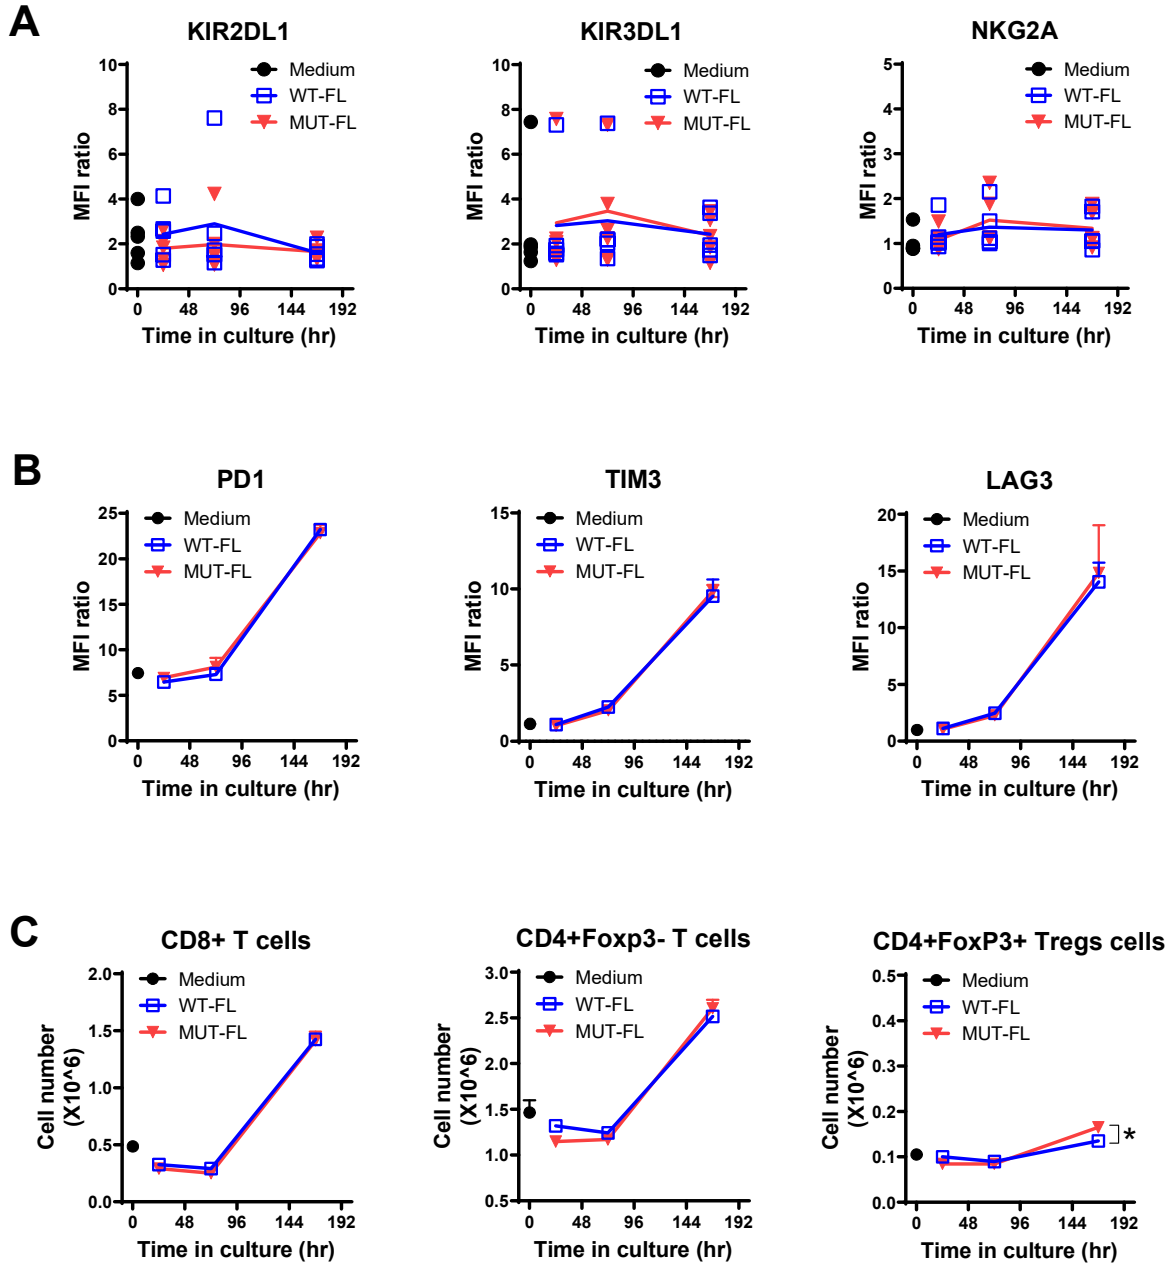 A
KIR2DL1
KIR3DL1
NKG2A
MFI ratio
10
8
6
4
2
0
Medium
WT-FL
MUT-FL
0 48 96 144 192
Time in culture (hr)
MFI ratio
10
8
6
4
2
0
Medium
WT-FL
MUT-FL
0 48 96 144 192
Time in culture (hr)
MFI ratio
5
4
3
2
1
0
Medium
WT-FL
MUT-FL
0 48 96 144 192
Time in culture (hr)
B
PD1
TIM3
LAG3
MFI ratio
25
20
15
10
5
0
Medium
WT-FL
MUT-FL
0 48 96 144 192
Time in culture (hr)
MFI ratio
15
10
5
0
Medium
WT-FL
MUT-FL
0 48 96 144 192
Time in culture (hr)
MFI ratio
20
15
10
5
0
Medium
WT-FL
MUT-FL
0 48 96 144 192
Time in culture (hr)
C
CD8+ T cells
CD4+Foxp3- T cells
CD4+FoxP3+ Tregs cells
Cell number
(X10^6)
2.0
1.5
1.0
0.5
0.0
Medium
WT-FL
MUT-FL
0 48 96 144 192
Time in culture (hr)
Cell number
(X10^6)
3.0
2.5
2.0
1.5
1.0
0.5
Medium
WT-FL
MUT-FL
0 48 96 144 192
Time in culture (hr)
Cell number
(X10^6)
0.5
0.4
0.3
0.2
0.1
0.0
Medium
WT-FL
MUT-FL
*
0 48 96 144 192
Time in culture (hr)